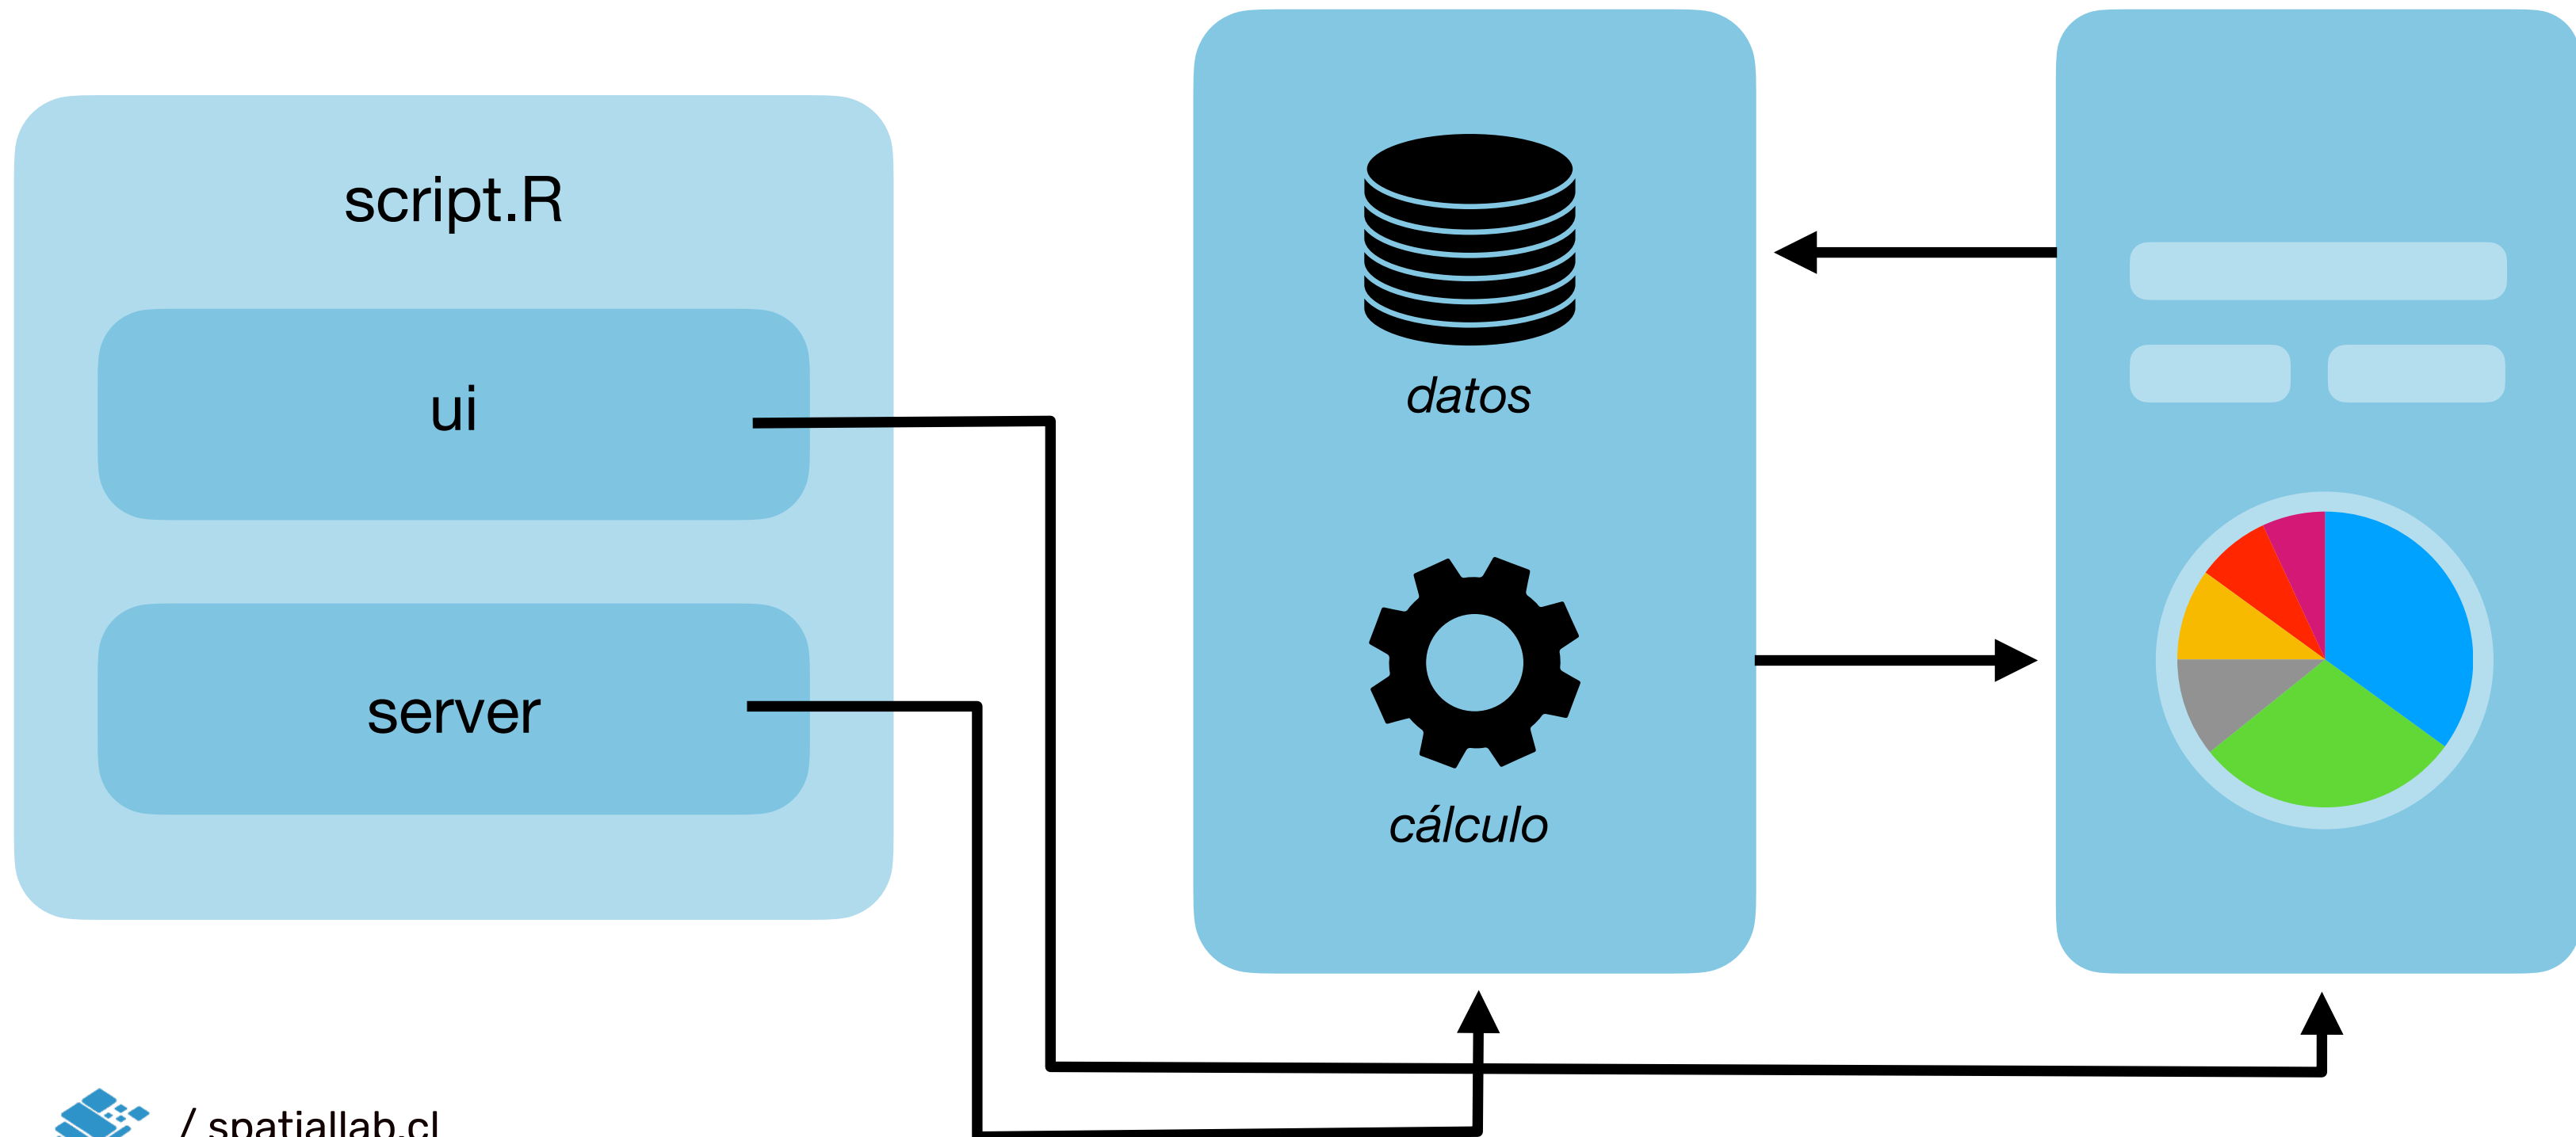 script.R
ui
server
datos
cálculo
/ spatiallab.cl